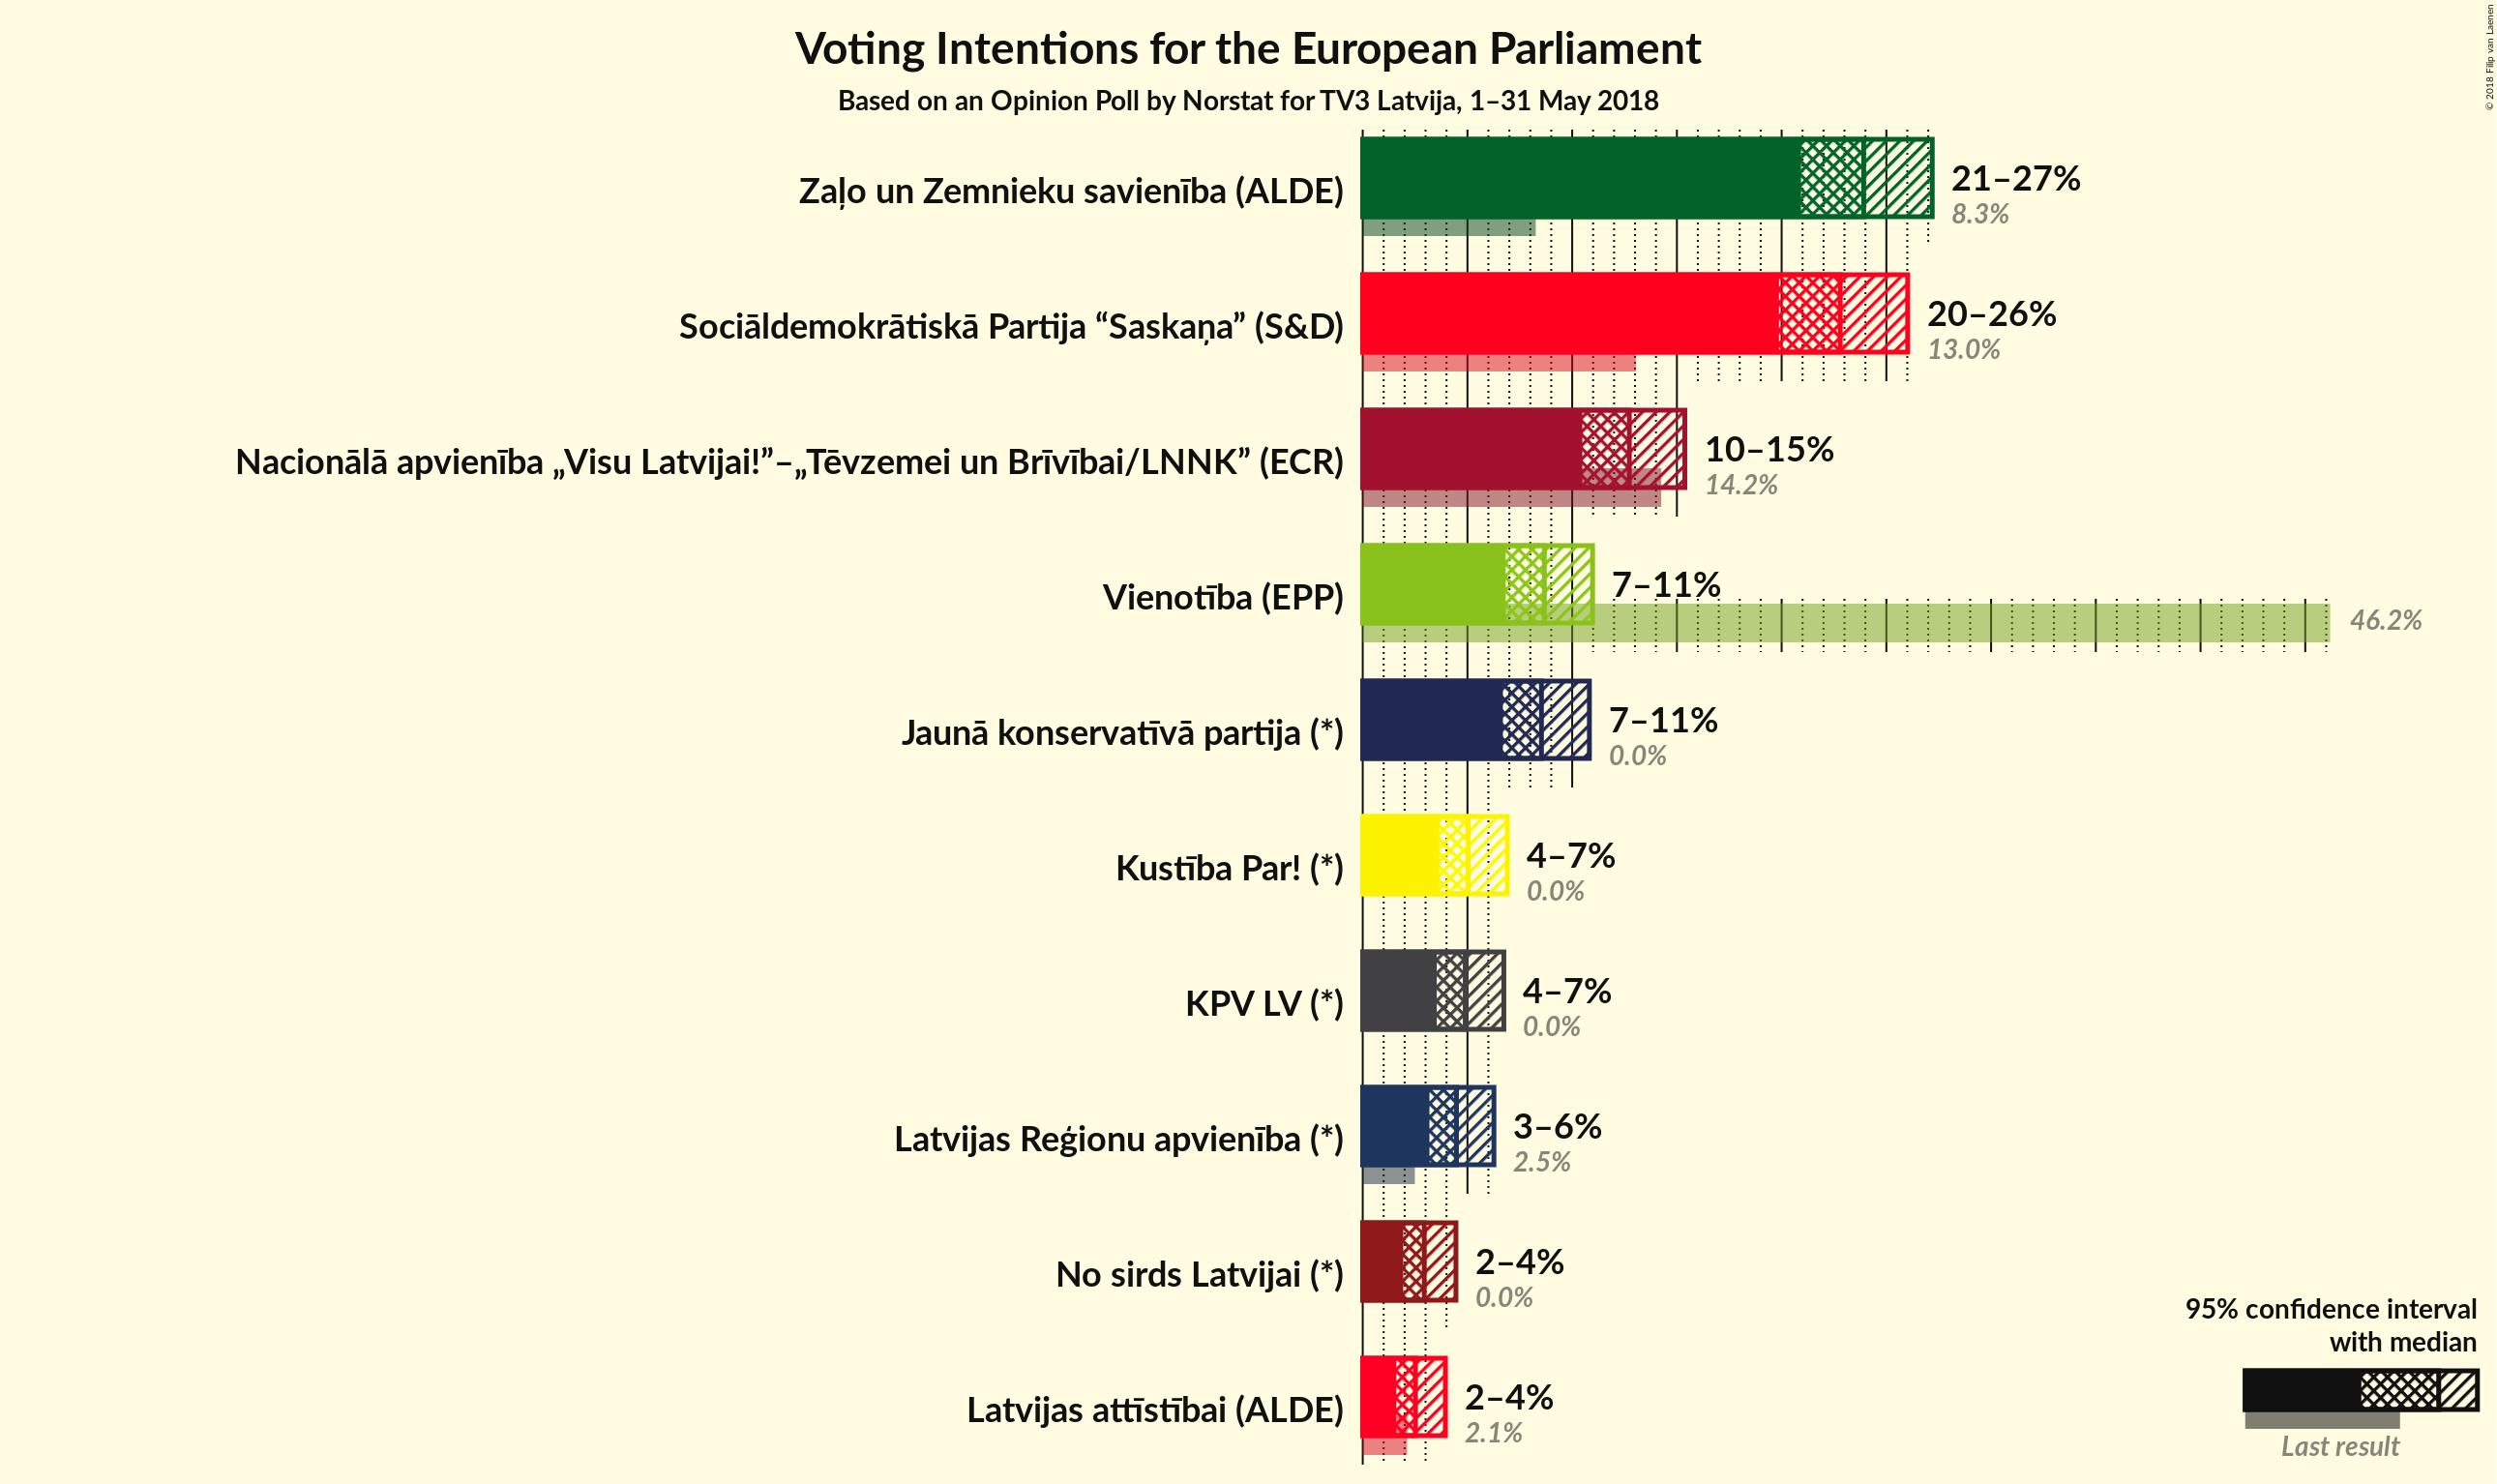 Voting Intentions for the European Parliament
Based on an Opinion Poll by Norstat for TV3 Latvija, 1–31 May 2018
© 2018 Filip van Laenen
Zaļo un Zemnieku savienība (ALDE)
21–27%
8.3%
Sociāldemokrātiskā Partija “Saskaņa” (S&D)
20–26%
13.0%
Nacionālā apvienība „Visu Latvijai!”–„Tēvzemei un Brīvībai/LNNK” (ECR)
10–15%
14.2%
Vienotība (EPP)
7–11%
46.2%
Jaunā konservatīvā partija (*)
7–11%
0.0%
Kustība Par! (*)
4–7%
0.0%
KPV LV (*)
4–7%
0.0%
Latvijas Reģionu apvienība (*)
3–6%
2.5%
No sirds Latvijai (*)
2–4%
0.0%
Latvijas attīstībai (ALDE)
2–4%
2.1%
95% confidence interval
with median
Last result